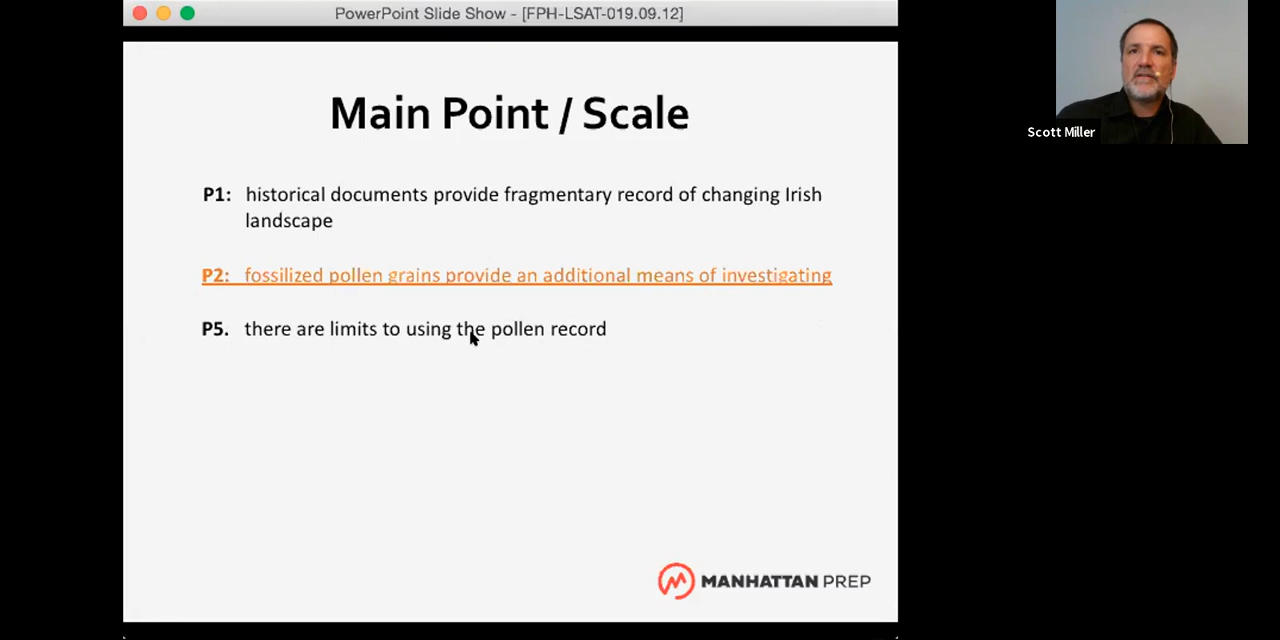 PowerPoint Slide Show - [FPH-LSAT-019.09.12]
Main Point / Scale
Scott Miller
P1: historical documents provide fragmentary record of changing Irish
landscape
P2: fossilized pollen grains provide an additional means of investigating
P5. there are limits to using the pollen record
MANHATTAN PREP